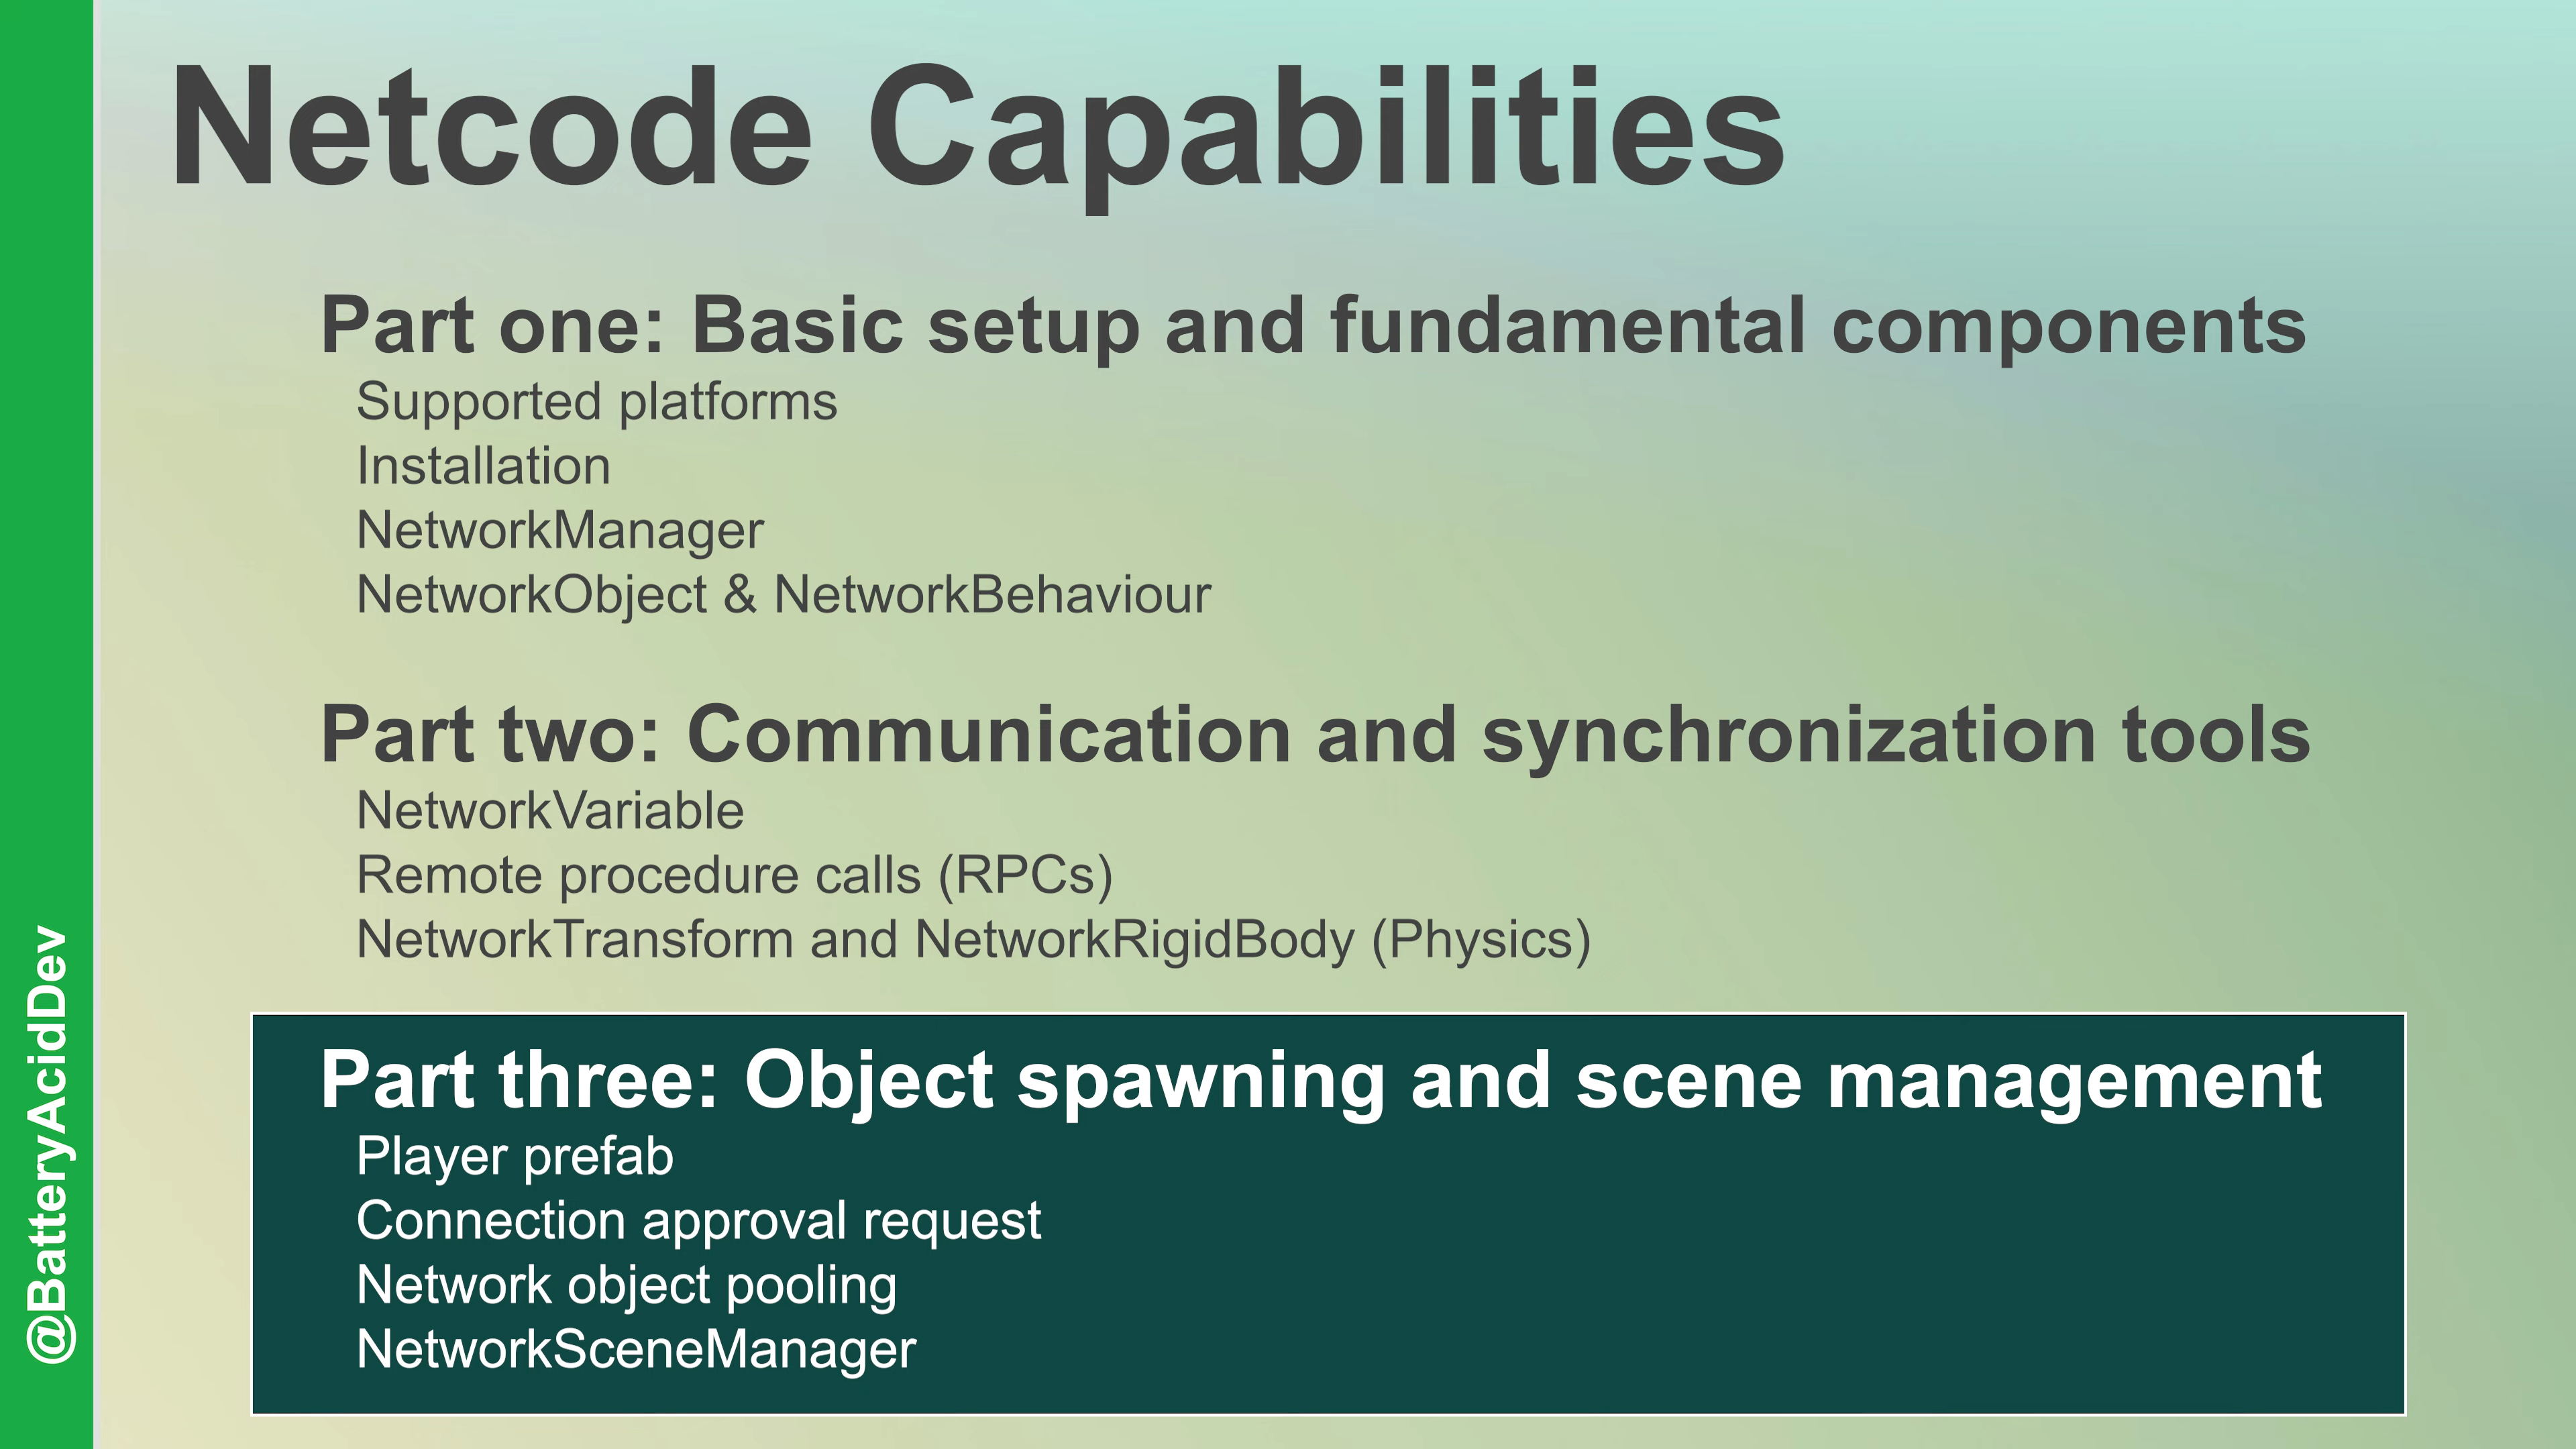 Netcode Capabilities
Part one: Basic setup and fundamental components
Supported platforms
Installation
NetworkManager
NetworkObject & NetworkBehaviour
Part two: Communication and synchronization tools
NetworkVariable
Remote procedure calls (RPCs)
NetworkTransform and NetworkRigidBody (Physics)
Part three: Object spawning and scene management
Player prefab
Connection approval request
Network object pooling
NetworkSceneManager
@BatteryAcidDev